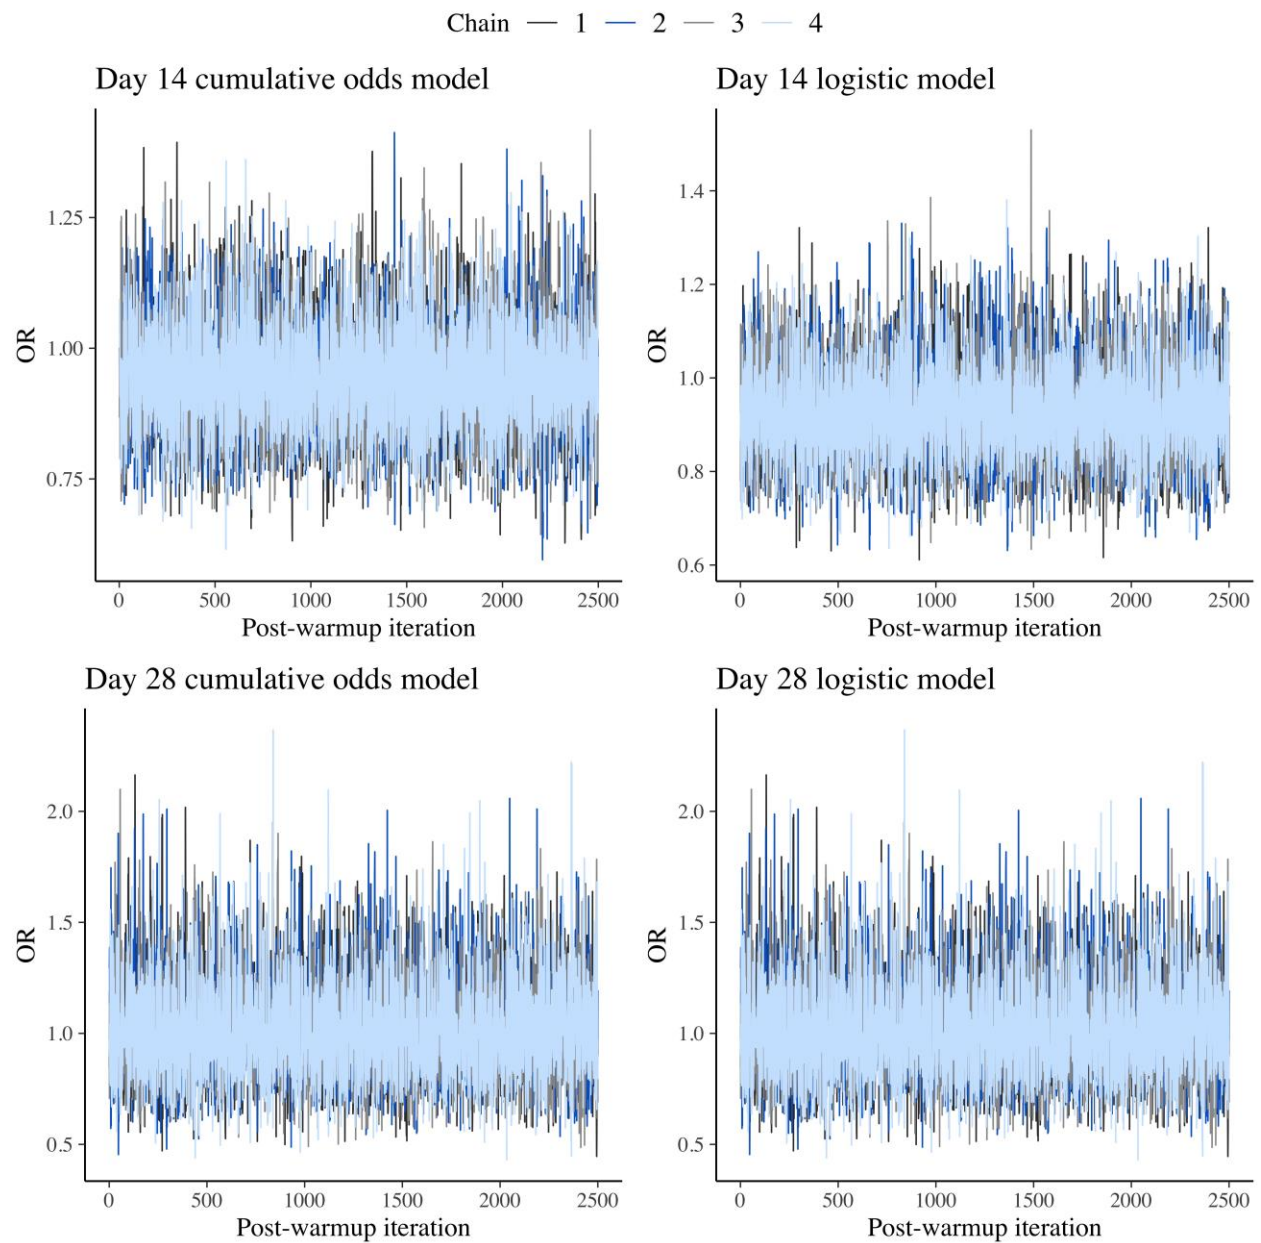 Chain 1 2 3 4
Day 14 cumulative odds model
OR
1.25
1.00
0.75
0 500 1000 1500 2000 2500
Post-warmup iteration
Day 14 logistic model
OR
1.4
1.2
1.0
0.8
0.6
0 500 1000 1500 2000 2500
Post-warmup iteration
Day 28 cumulative odds model
OR
2.0
1.5
1.0
0.5
0 500 1000 1500 2000 2500
Post-warmup iteration
Day 28 logistic model
OR
2.0
1.5
1.0
0.5
0 500 1000 1500 2000 2500
Post-warmup iteration